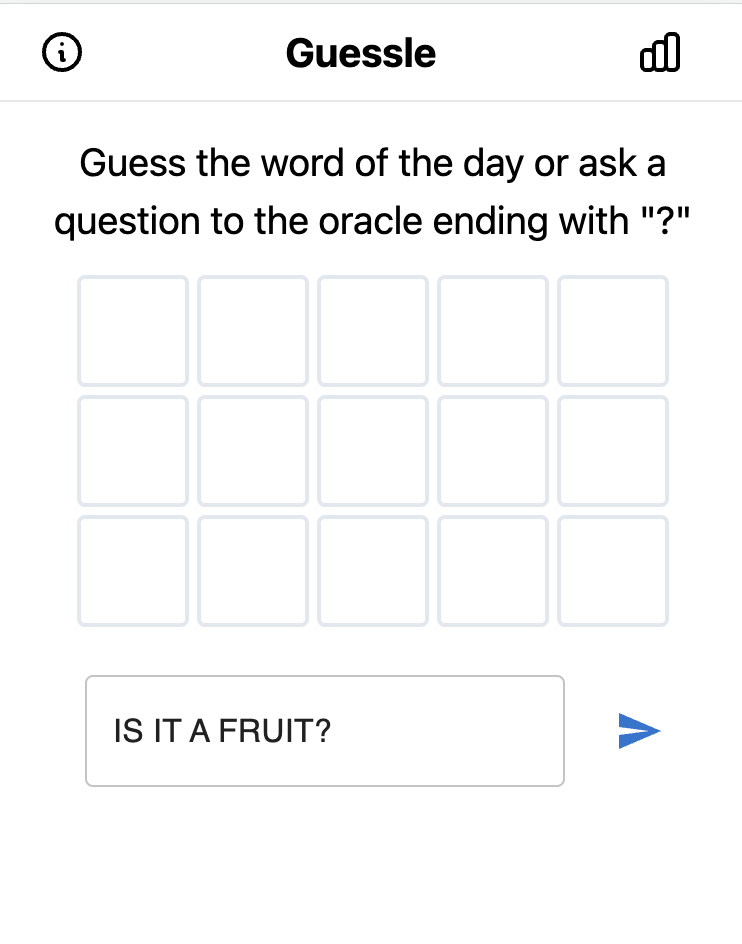 Guessle
Guess the word of the day or ask a
question to the oracle ending with "?"
IS IT A FRUIT?